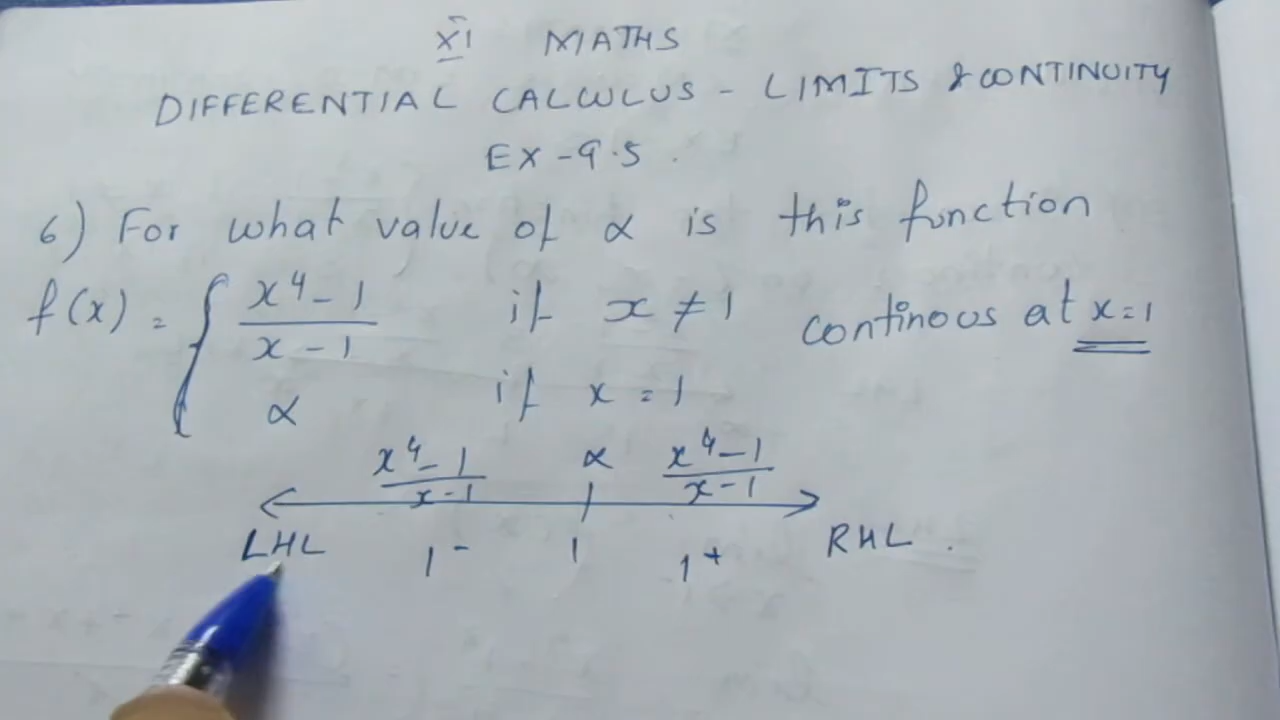 XI MATHS
DIFFERENTIAL CALCULUS - LIMITS & CONTINUITY
EX-9.5
6) For what value of α is this function
f(x) = { (x⁴-1)/(x-1) if x ≠ 1 continous at x=1
α if x = 1
(x⁴-1)/(x-1) α (x⁴-1)/(x-1)
LHL 1⁻ 1 1⁺ RHL.